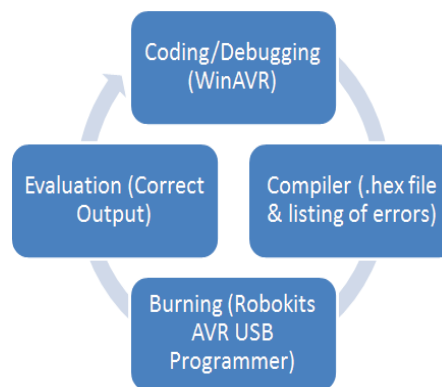 Coding/Debugging
(WinAVR)
Compiler (.hex file
& listing of errors)
Burning (Robokits
AVR USB
Programmer)
Evaluation (Correct
Output)